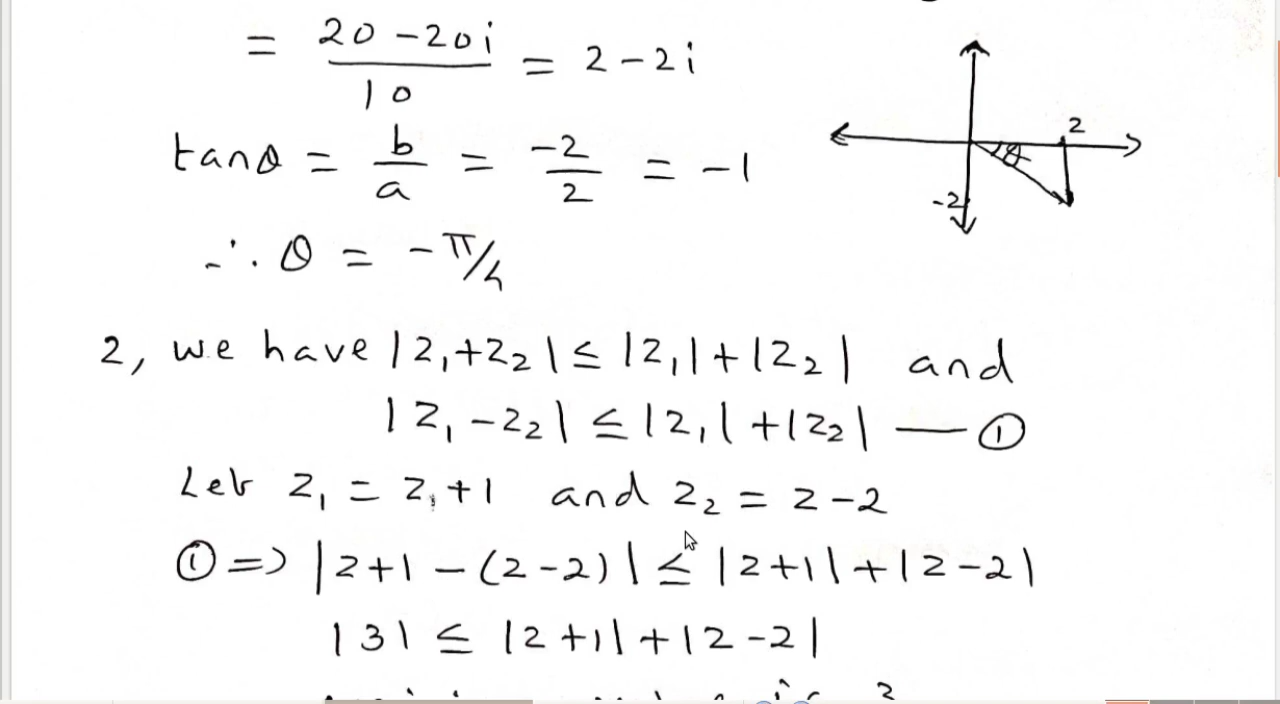 = 20 - 20i / 10 = 2 - 2i
tanθ = b/a = -2/2 = -1
2
θ
-2
∴ θ = - π/4
2, we have |z₁+z₂| ≤ |z₁|+|z₂| and
|z₁-z₂| ≤ |z₁|+|z₂| — ①
Let z₁ = z+1 and z₂ = z-2
① => |z+1 - (z-2)| ≤ |z+1|+|z-2|
|3| ≤ |z+1|+|z-2|